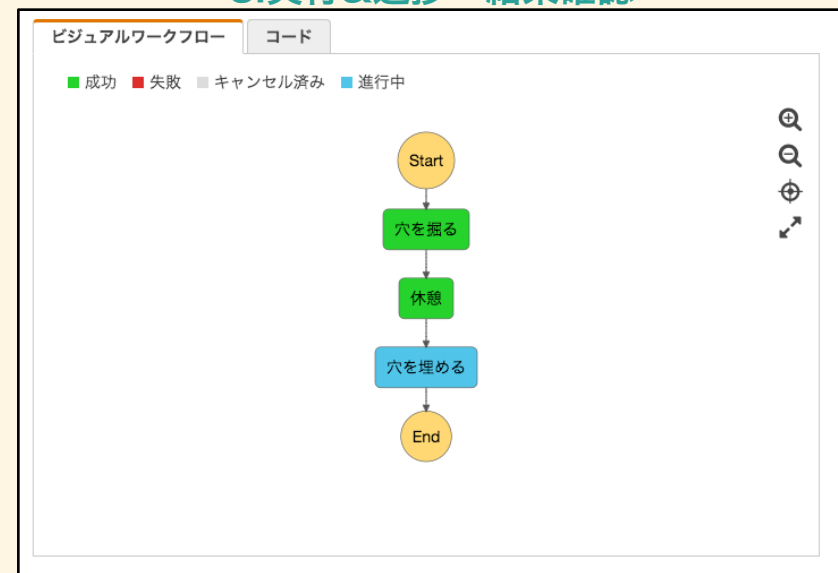 ビジュアルワークフロー コード
成功 失敗 キャンセル済み 進行中
Start
穴を掘る
休憩
穴を埋める
End